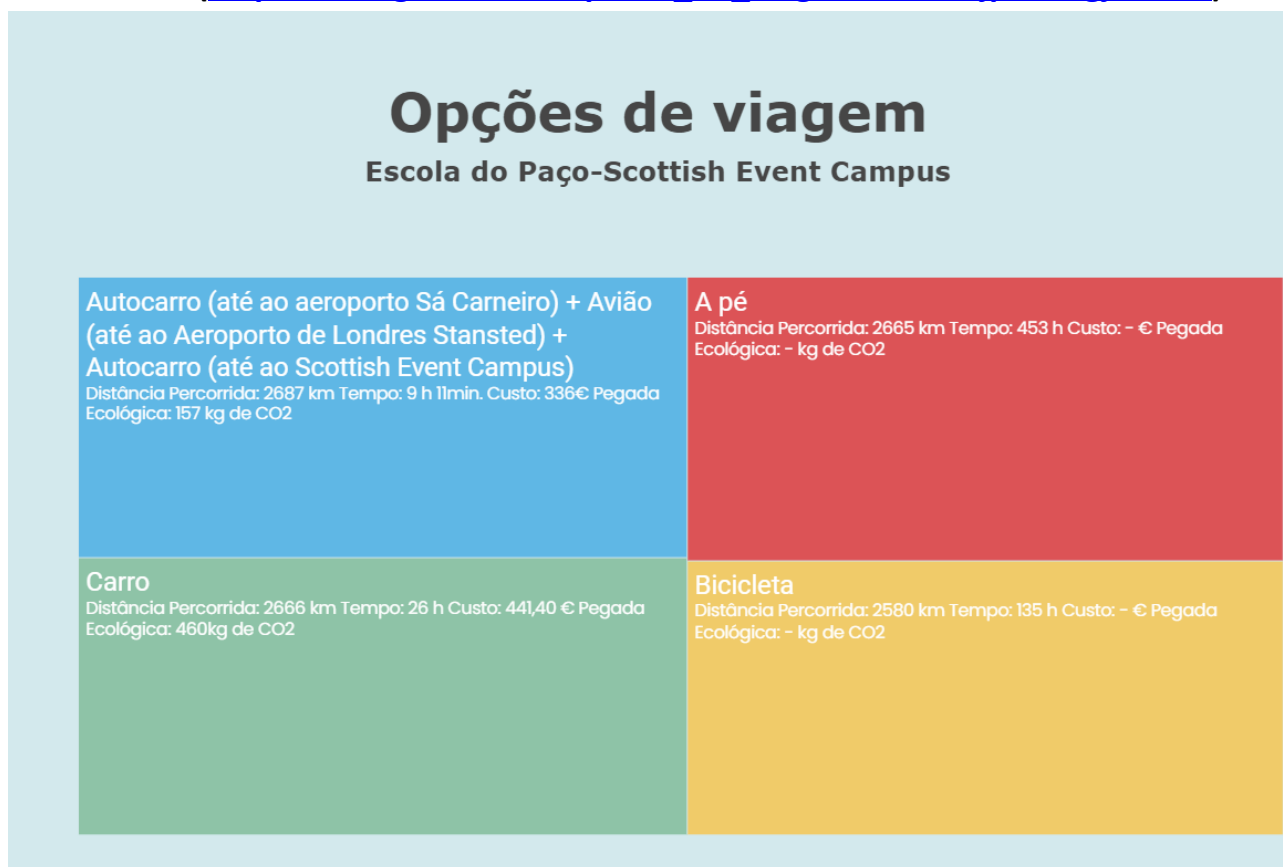 Opções de viagem
Escola do Paço-Scottish Event Campus
Autocarro (até ao aeroporto Sá Carneiro) + Avião
(até ao Aeroporto de Londres Stansted) +
Autocarro (até ao Scottish Event Campus)
Distância Percorrida: 2687 km Tempo: 9 h 11min. Custo: 336€ Pegada
Ecológica: 157 kg de CO2
A pé
Distância Percorrida: 2665 km Tempo: 453 h Custo: - € Pegada
Ecológica: - kg de CO2
Carro
Distância Percorrida: 2666 km Tempo: 26 h Custo: 441,40 € Pegada
Ecológica: 460kg de CO2
Bicicleta
Distância Percorrida: 2580 km Tempo: 135 h Custo: - € Pegada
Ecológica: - kg de CO2